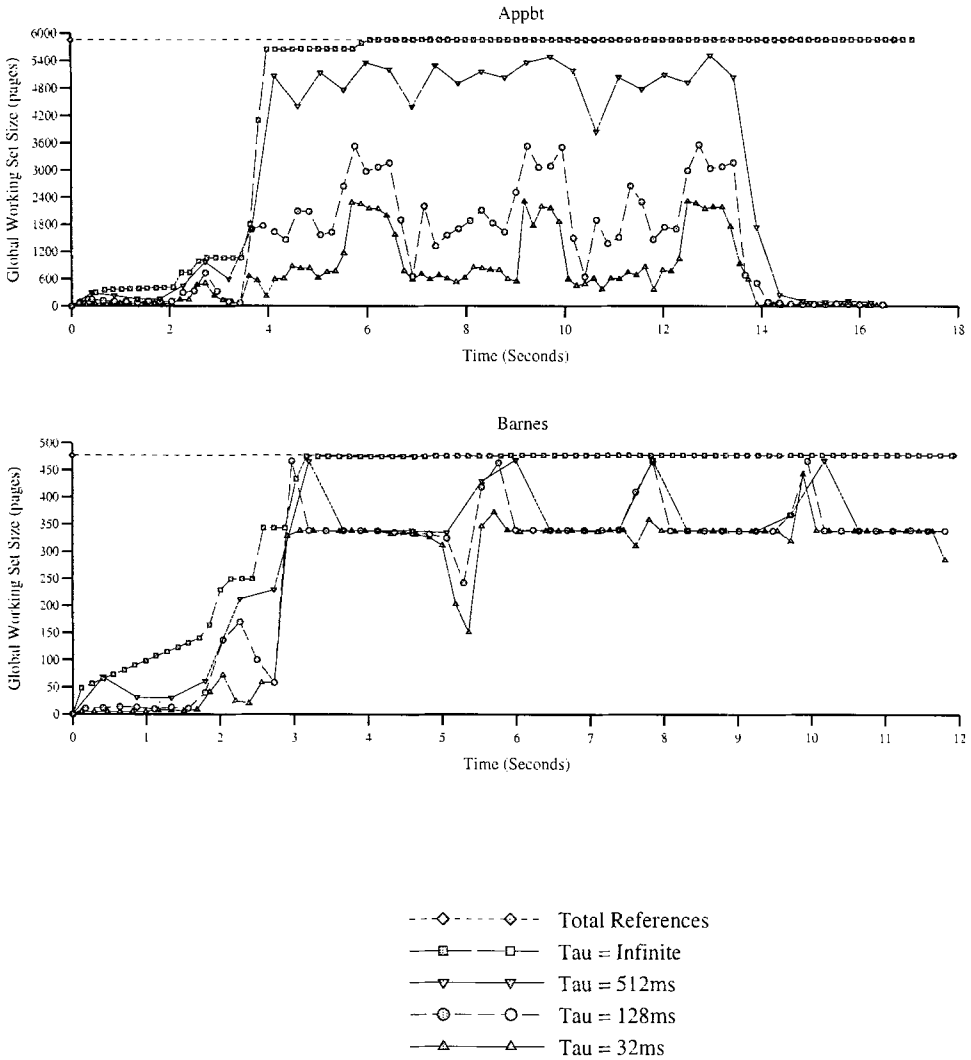 Appbt
Global Working Set Size (pages)
6000
5400
4800
4200
3600
3000
2400
1800
1200
600
0
0 2 4 6 8 10 12 14 16 18
Time (Seconds)
Barnes
Global Working Set Size (pages)
500
450
400
350
300
250
200
150
100
50
0
0 1 2 3 4 5 6 7 8 9 10 11 12
Time (Seconds)
Total References
Tau = Infinite
Tau = 512ms
Tau = 128ms
Tau = 32ms